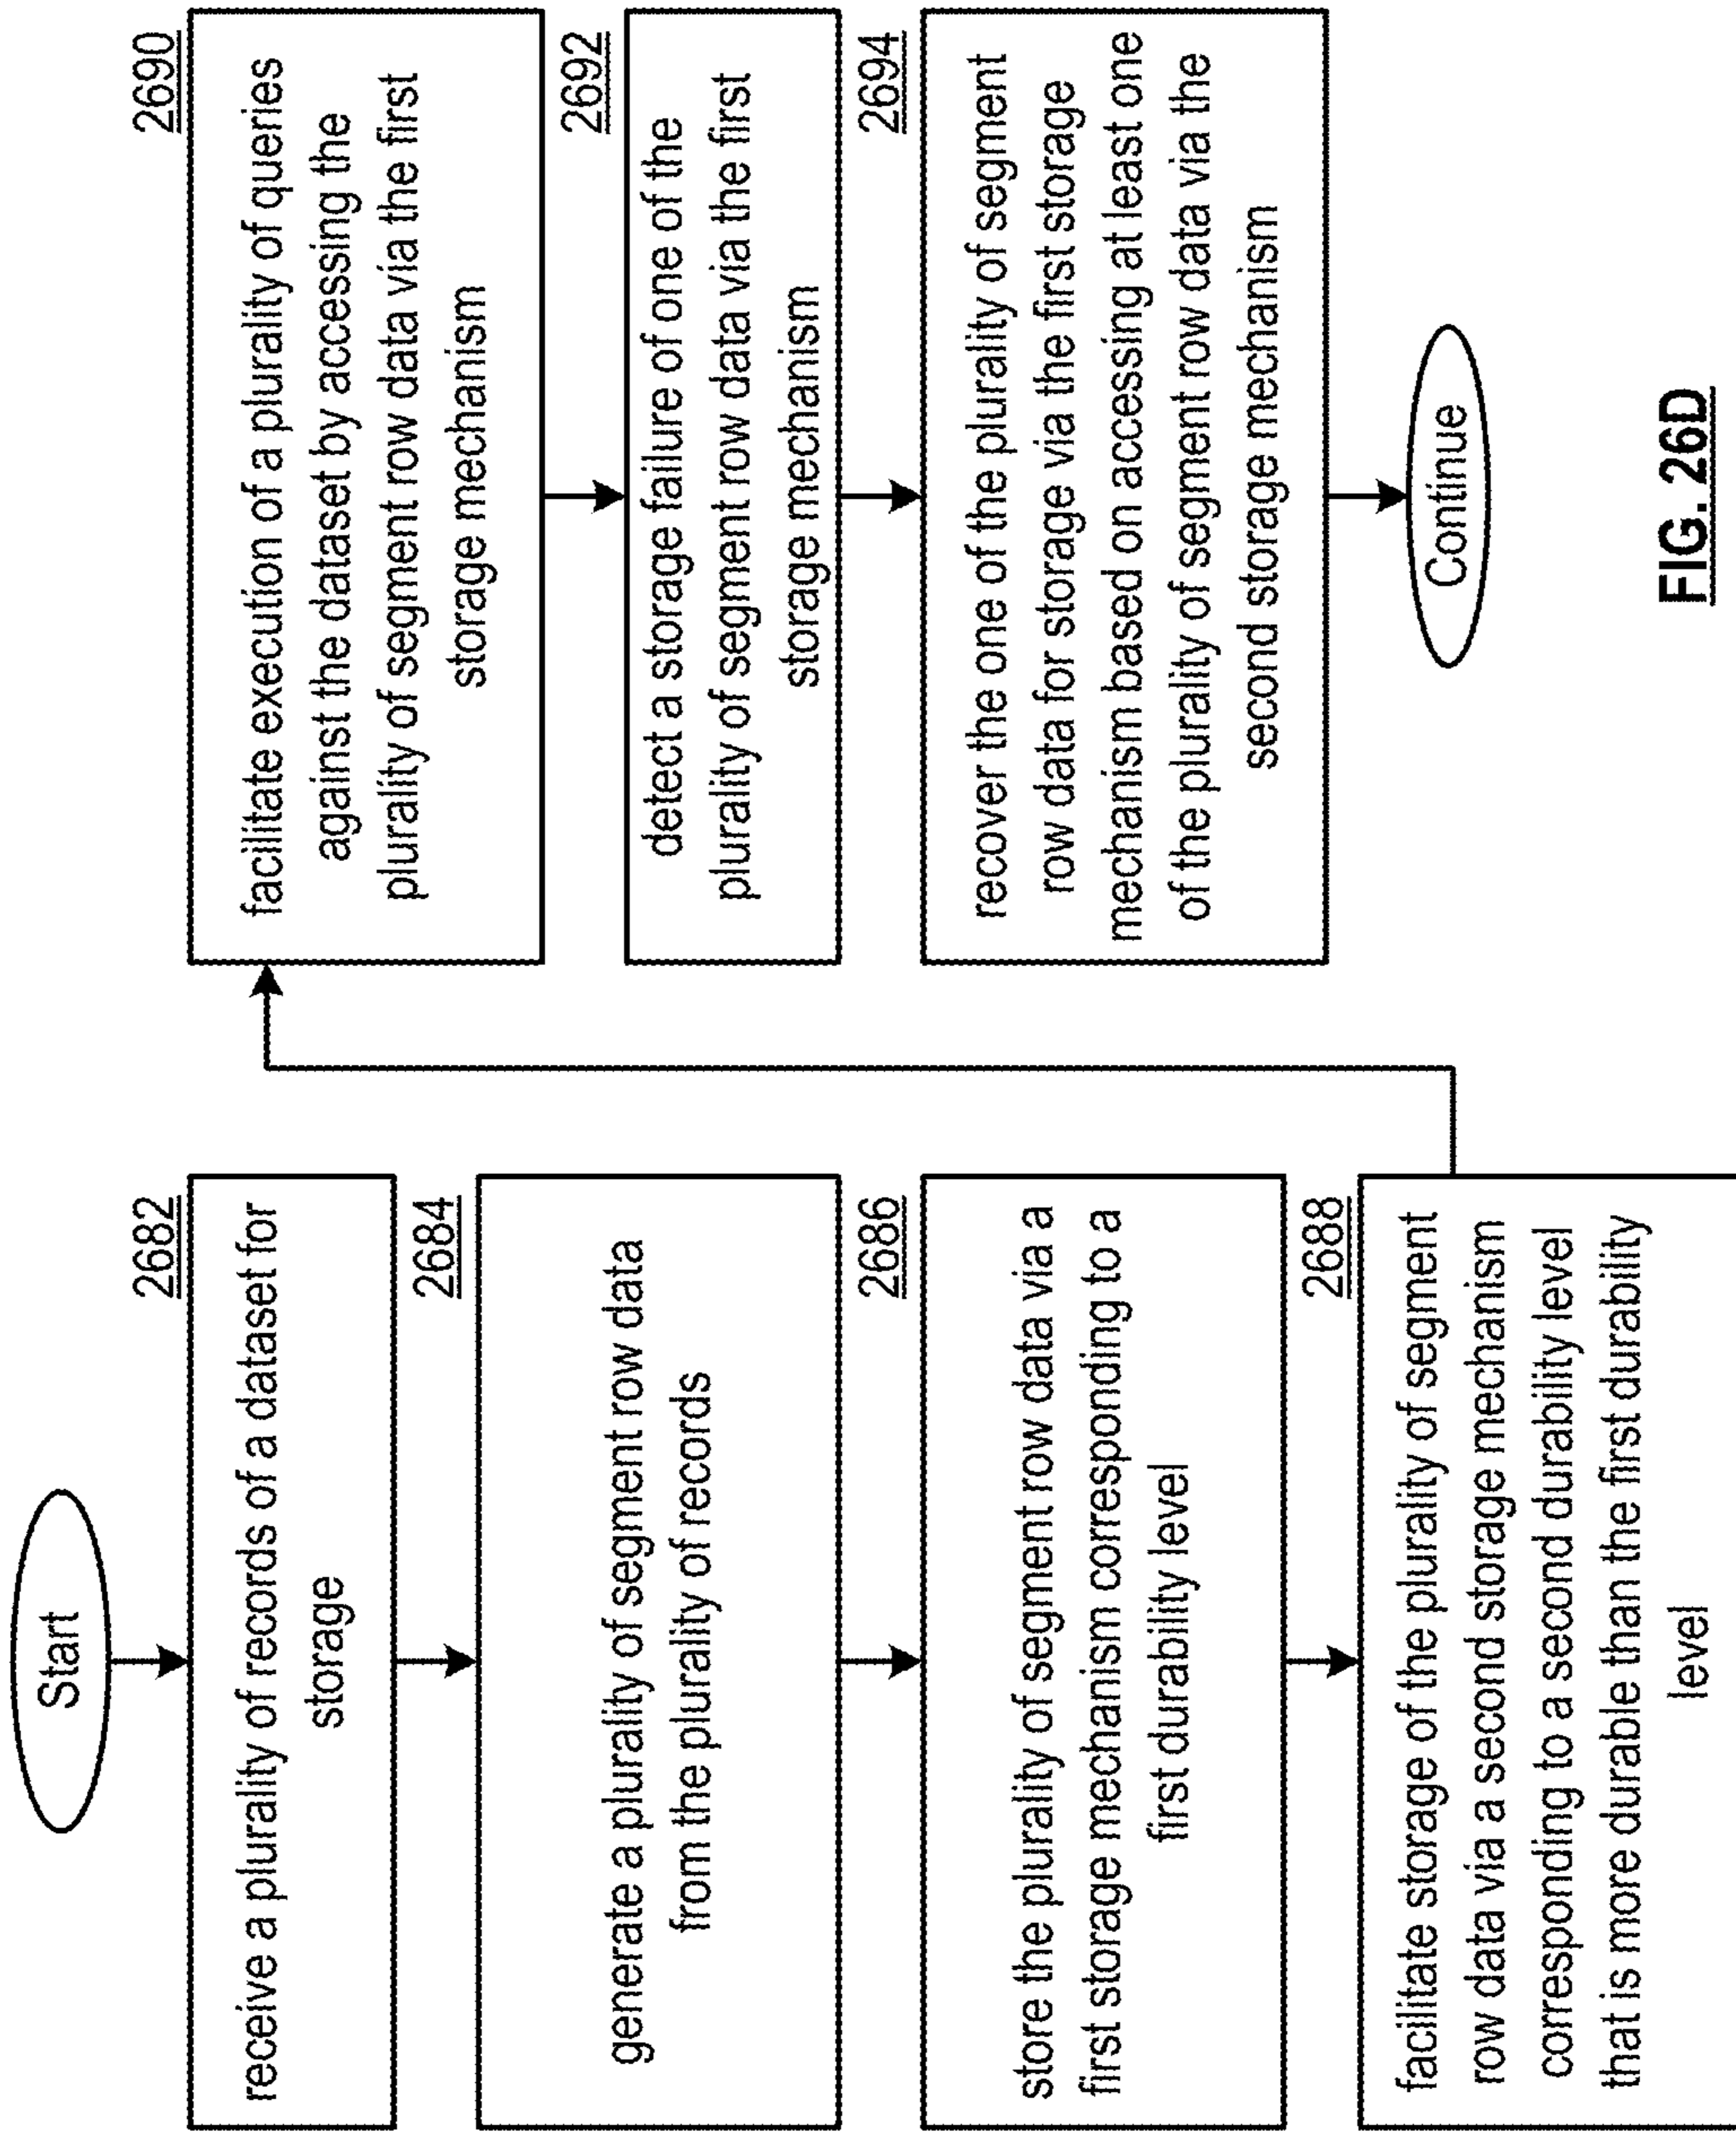 Start
2682
receive a plurality of records of a dataset for
storage
2684
generate a plurality of segment row data
from the plurality of records
2686
store the plurality of segment row data via a
first storage mechanism corresponding to a
first durability level
2688
facilitate storage of the plurality of segment
row data via a second storage mechanism
corresponding to a second durability level
that is more durable than the first durability
level
2690
facilitate execution of a plurality of queries
against the dataset by accessing the
plurality of segment row data via the first
storage mechanism
2692
detect a storage failure of one of the
plurality of segment row data via the first
storage mechanism
2694
recover the one of the plurality of segment
row data for storage via the first storage
mechanism based on accessing at least one
of the plurality of segment row data via the
second storage mechanism
Continue
FIG. 26D